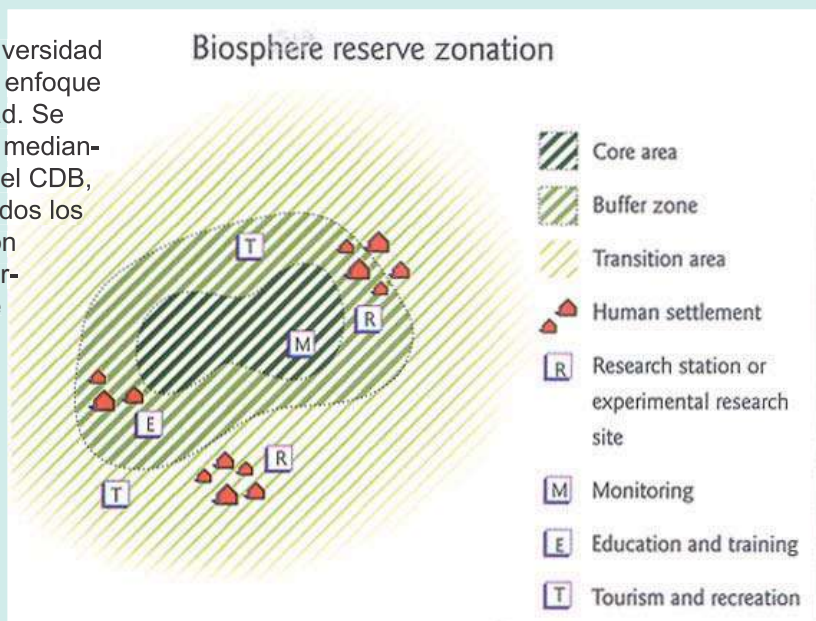 versidad
enfoque
d. Se
median-
el CDB,
dos los
Biosphere reserve zonation
T
R
M
E
R
T
Core area
Buffer zone
Transition area
Human settlement
R Research station or
experimental research
site
M Monitoring
E Education and training
T Tourism and recreation